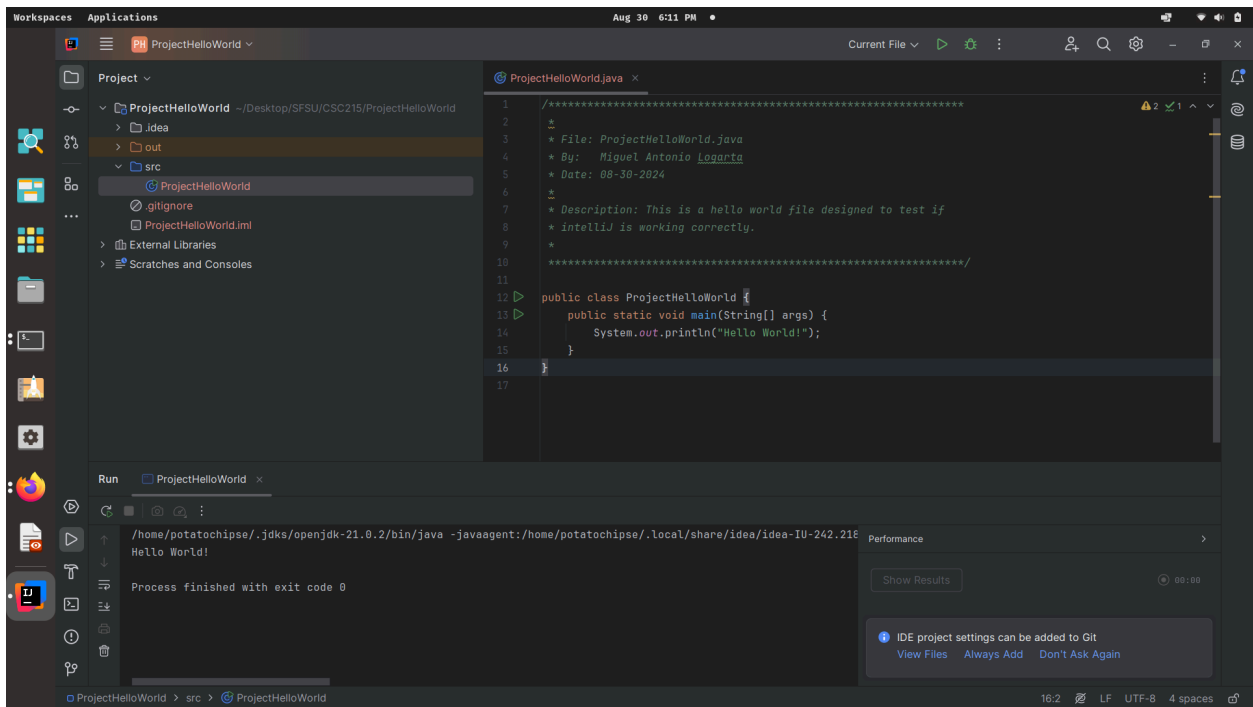 Workspaces Applications
Aug 30 6:11 PM
PH ProjectHelloWorld
Current File
Project
ProjectHelloWorld ~/Desktop/SFSU/CSC215/ProjectHelloWorld
.idea
out
src
ProjectHelloWorld
.gitignore
ProjectHelloWorld.iml
External Libraries
Scratches and Consoles
ProjectHelloWorld.java
2 1
1 /****************************************************************
2 *
3 * File: ProjectHelloWorld.java
4 * By: Miguel Antonio Logarta
5 * Date: 08-30-2024
6 *
7 * Description: This is a hello world file designed to test if
8 * intelliJ is working correctly.
9 *
10 ****************************************************************/
11
12 public class ProjectHelloWorld {
13 public static void main(String[] args) {
14 System.out.println("Hello World!");
15 }
16 }
17
Run ProjectHelloWorld
/home/potatochipse/.jdks/openjdk-21.0.2/bin/java -javaagent:/home/potatochipse/.local/share/idea/idea-IU-242.218
Hello World!
Process finished with exit code 0
Performance
Show Results 00:00
IDE project settings can be added to Git
View Files Always Add Don't Ask Again
ProjectHelloWorld > src > ProjectHelloWorld
16:2 LF UTF-8 4 spaces